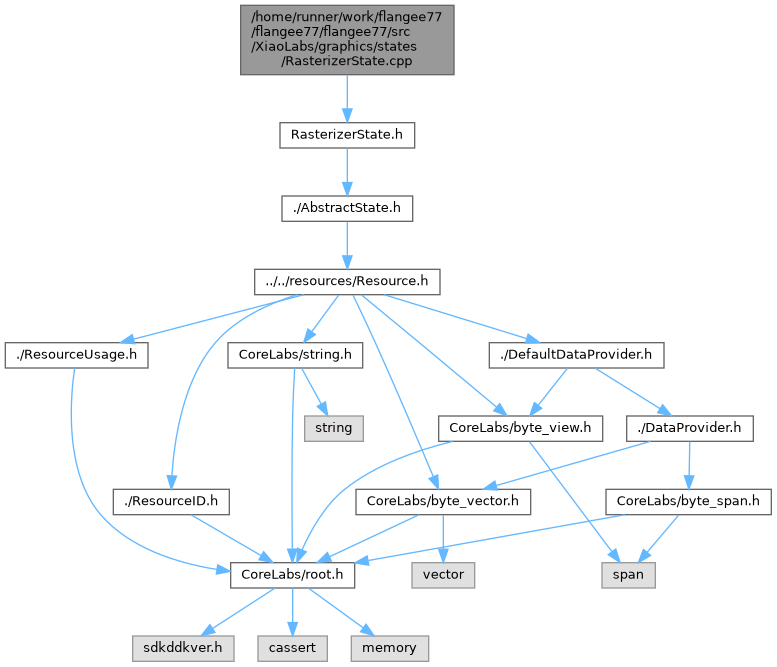 /home/runner/work/flangee77
/flangee77/flangee77/src
/XiaoLabs/graphics/states
/RasterizerState.cpp
RasterizerState.h
./AbstractState.h
../../resources/Resource.h
./ResourceUsage.h
CoreLabs/string.h
./DefaultDataProvider.h
string
CoreLabs/byte_view.h
./DataProvider.h
./ResourceID.h
CoreLabs/byte_vector.h
CoreLabs/byte_span.h
CoreLabs/root.h
vector
span
sdkddkver.h
cassert
memory